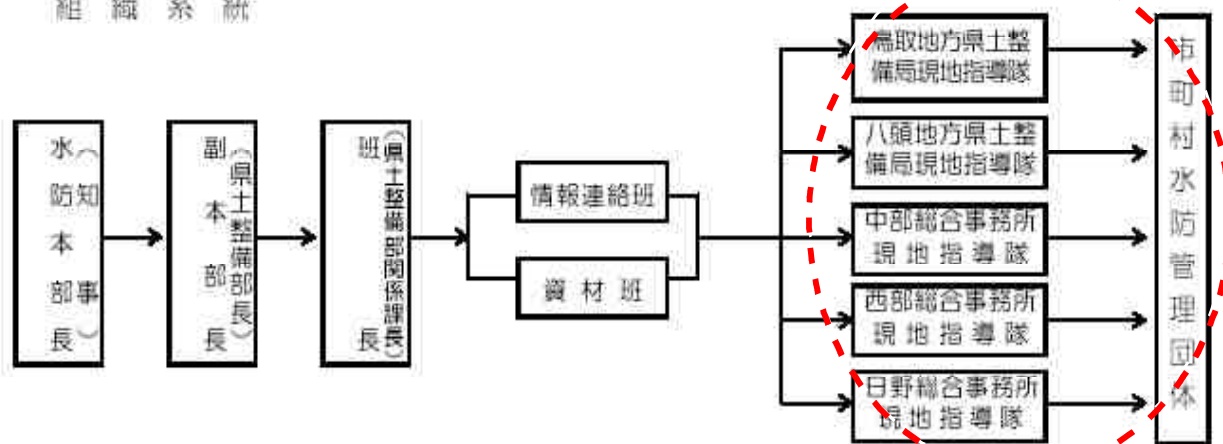 組織系統
水防本部長
（知事）
副本部長
（県土整備部長）
班長
（県土整備部関係課長）
情報連絡班
資材班
鳥取地方県土整
備局現地指導隊
八頭地方県土整
備局現地指導隊
中部総合事務所
現地指導隊
西部総合事務所
現地指導隊
日野総合事務所
現地指導隊
市町村水防管理団体